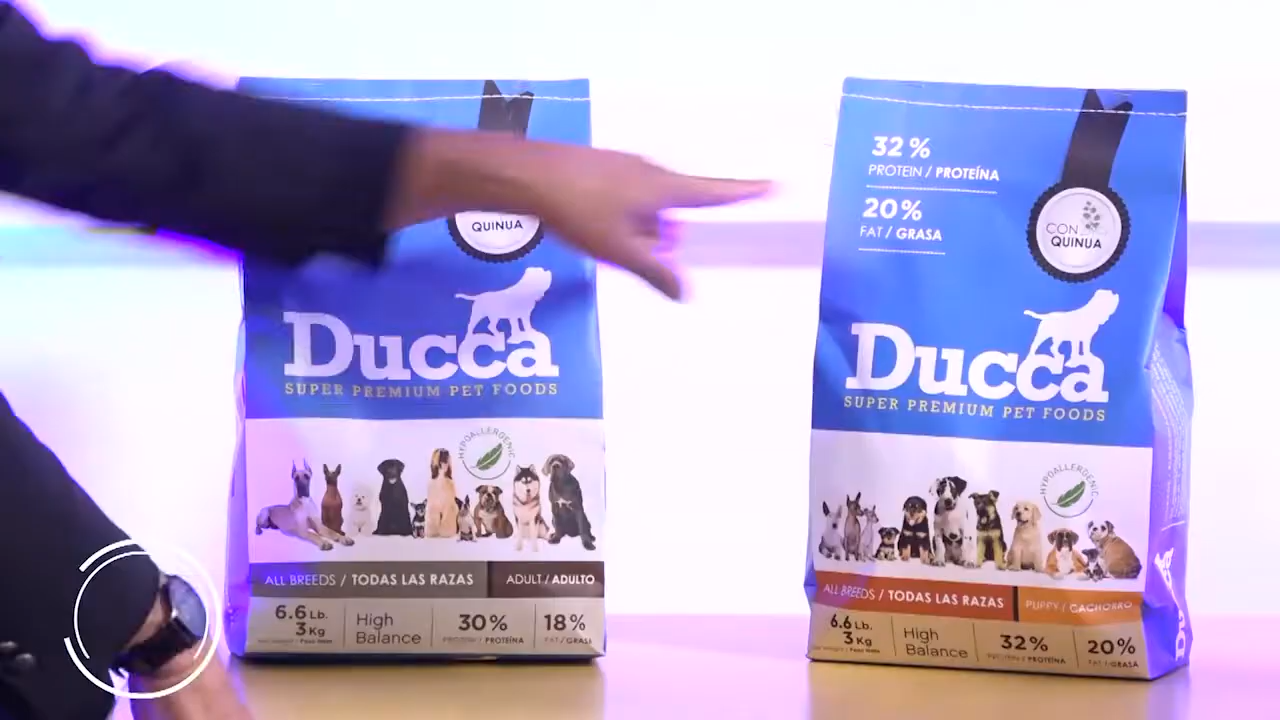 QUINUA
Ducca
SUPER PREMIUM PET FOODS
HYPOALLERGENIC
ALL BREEDS / TODAS LAS RAZAS
ADULT / ADULTO
6.6 Lb.
3 Kg
High
Balance
30%
PROTEIN / PROTEÍNA
18%
FAT / GRASA
32 %
PROTEIN / PROTEÍNA
20%
FAT / GRASA
CON
QUINUA
Ducca
SUPER PREMIUM PET FOODS
HYPOALLERGENIC
ALL BREEDS / TODAS LAS RAZAS
PUPPY / CACHORRO
6.6 Lb.
3 Kg
High
Balance
32%
PROTEIN / PROTEÍNA
20%
FAT / GRASA